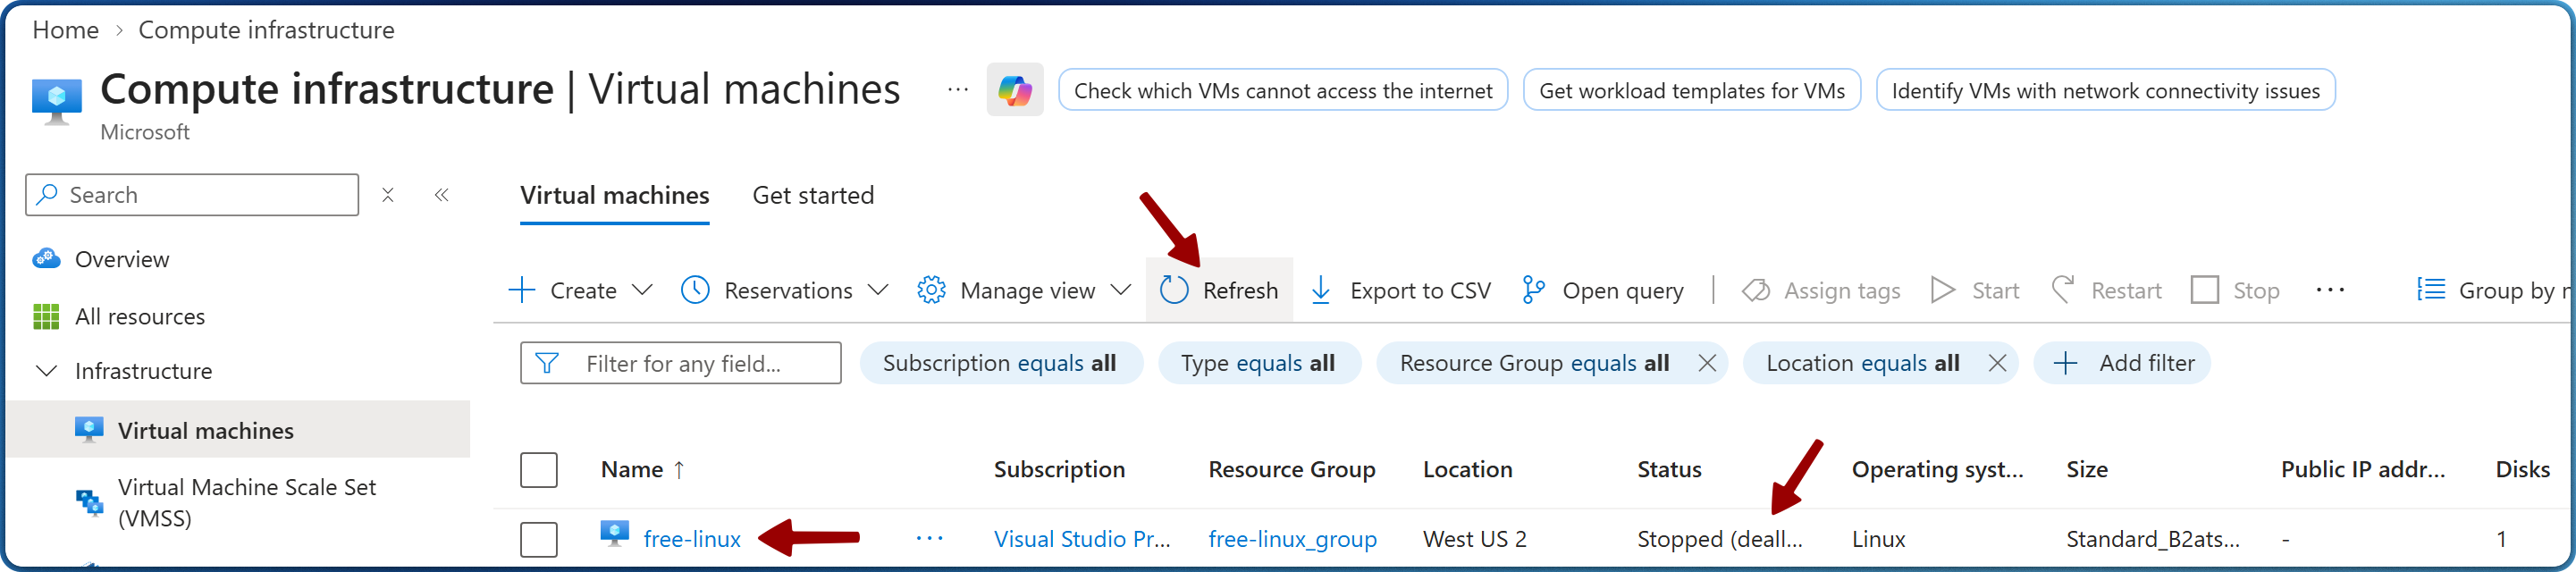 Home > Compute infrastructure
Compute infrastructure | Virtual machines ...
Microsoft
Check which VMs cannot access the internet
Get workload templates for VMs
Identify VMs with network connectivity issues
Search
Overview
All resources
Infrastructure
Virtual machines
Virtual Machine Scale Set
(VMSS)
Virtual machines Get started
Create Reservations Manage view Refresh Export to CSV Open query | Assign tags Start Restart Stop ... Group by
Filter for any field... Subscription equals all Type equals all Resource Group equals all Location equals all Add filter
Name ↑ Subscription Resource Group Location Status Operating syst... Size Public IP addr... Disks
free-linux ... Visual Studio Pr... free-linux_group West US 2 Stopped (deall... Linux Standard_B2ats... - 1